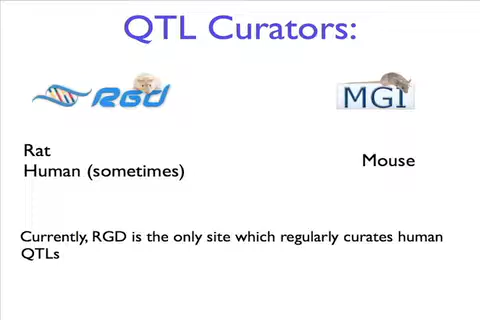 QTL Curators:
RGD
MGI
Rat
Human (sometimes)
Mouse
Currently, RGD is the only site which regularly curates human
QTLs